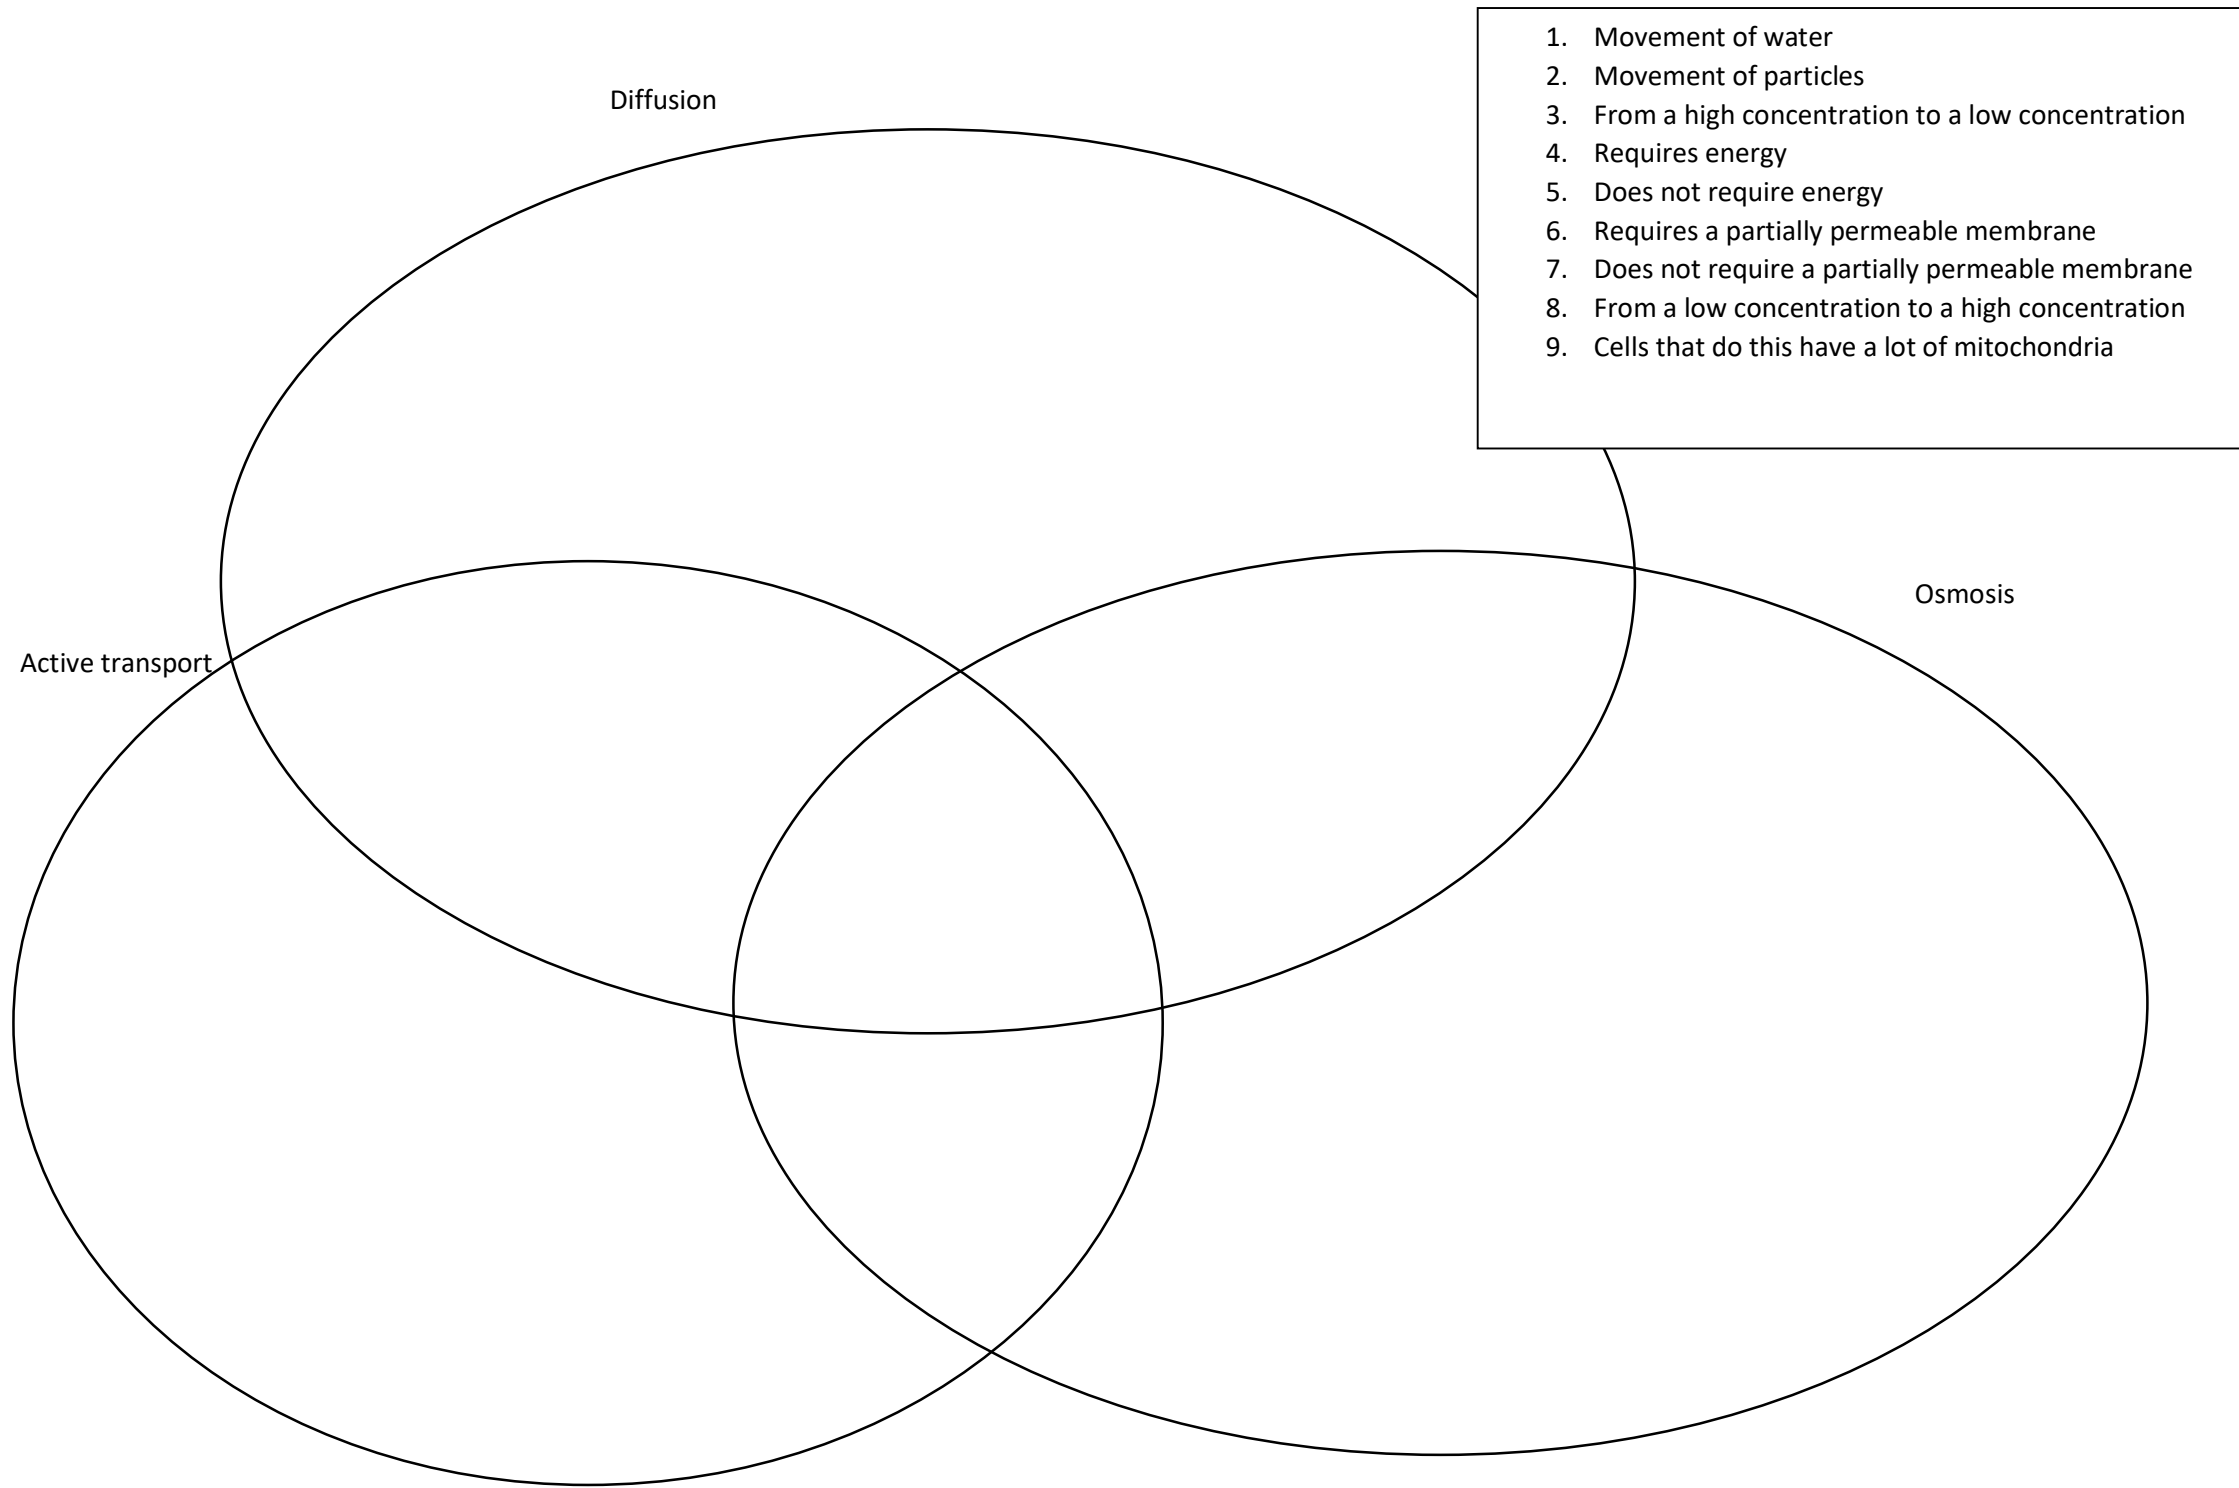 1. Movement of water
2. Movement of particles
3. From a high concentration to a low concentration
4. Requires energy
5. Does not require energy
6. Requires a partially permeable membrane
7. Does not require a partially permeable membrane
8. From a low concentration to a high concentration
9. Cells that do this have a lot of mitochondria
Diffusion
Osmosis
Active transport